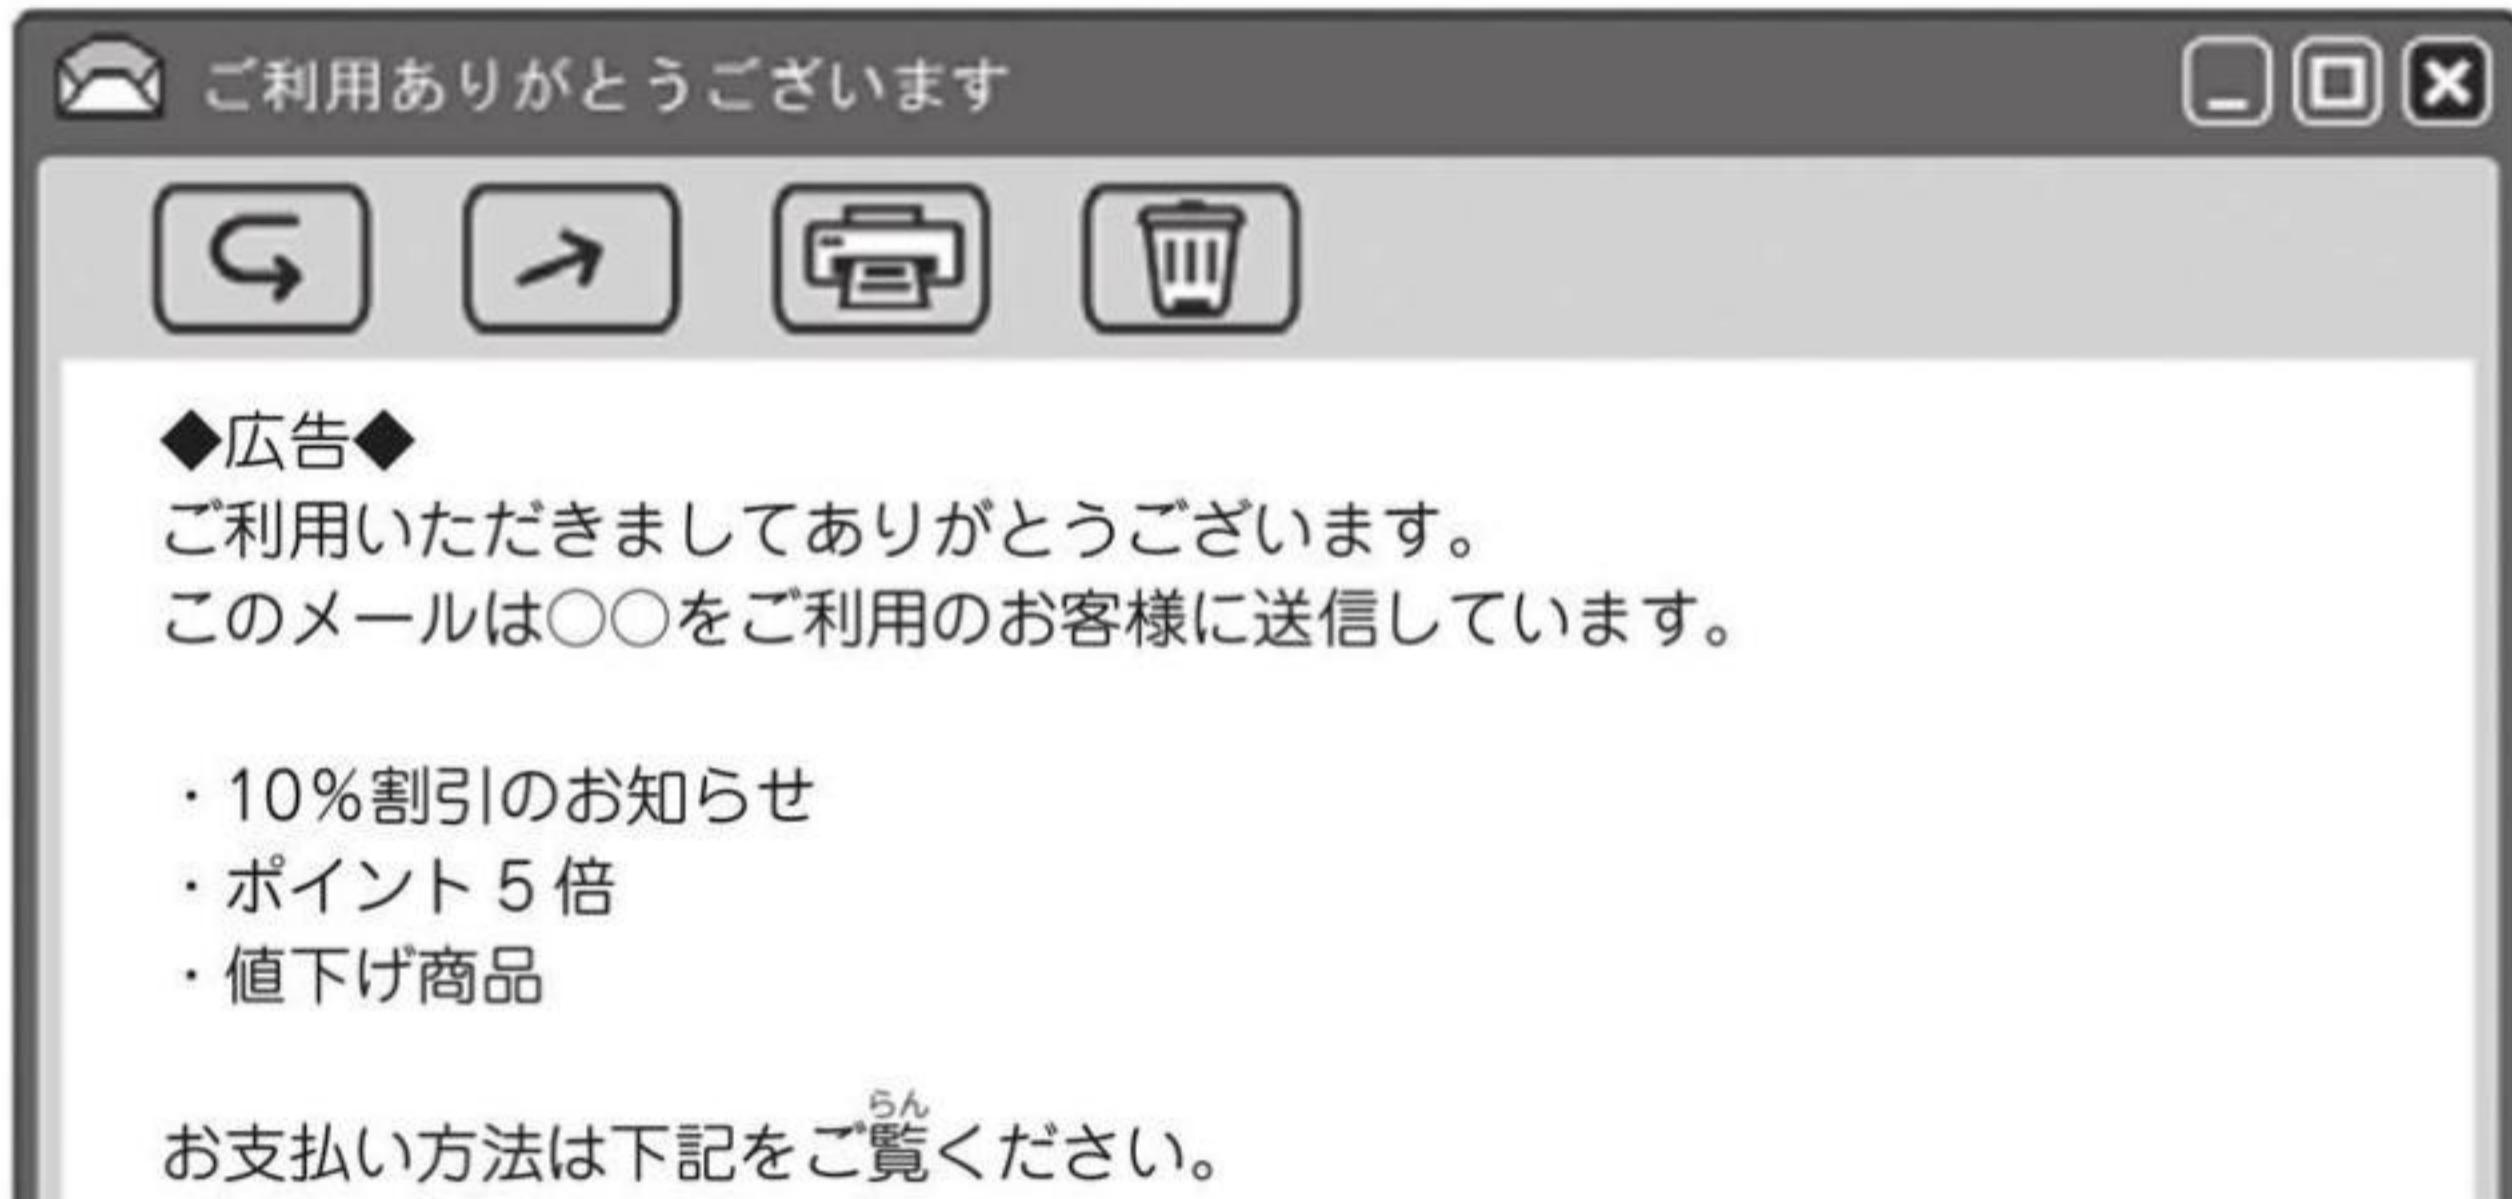 ご利用ありがとうございます
◆広告◆
ご利用いただきましてありがとうございます。
このメールは○○をご利用のお客様に送信しています。
・10%割引のお知らせ
・ポイント 5 倍
・値下げ商品
らん
お支払い方法は下記をご覧ください。